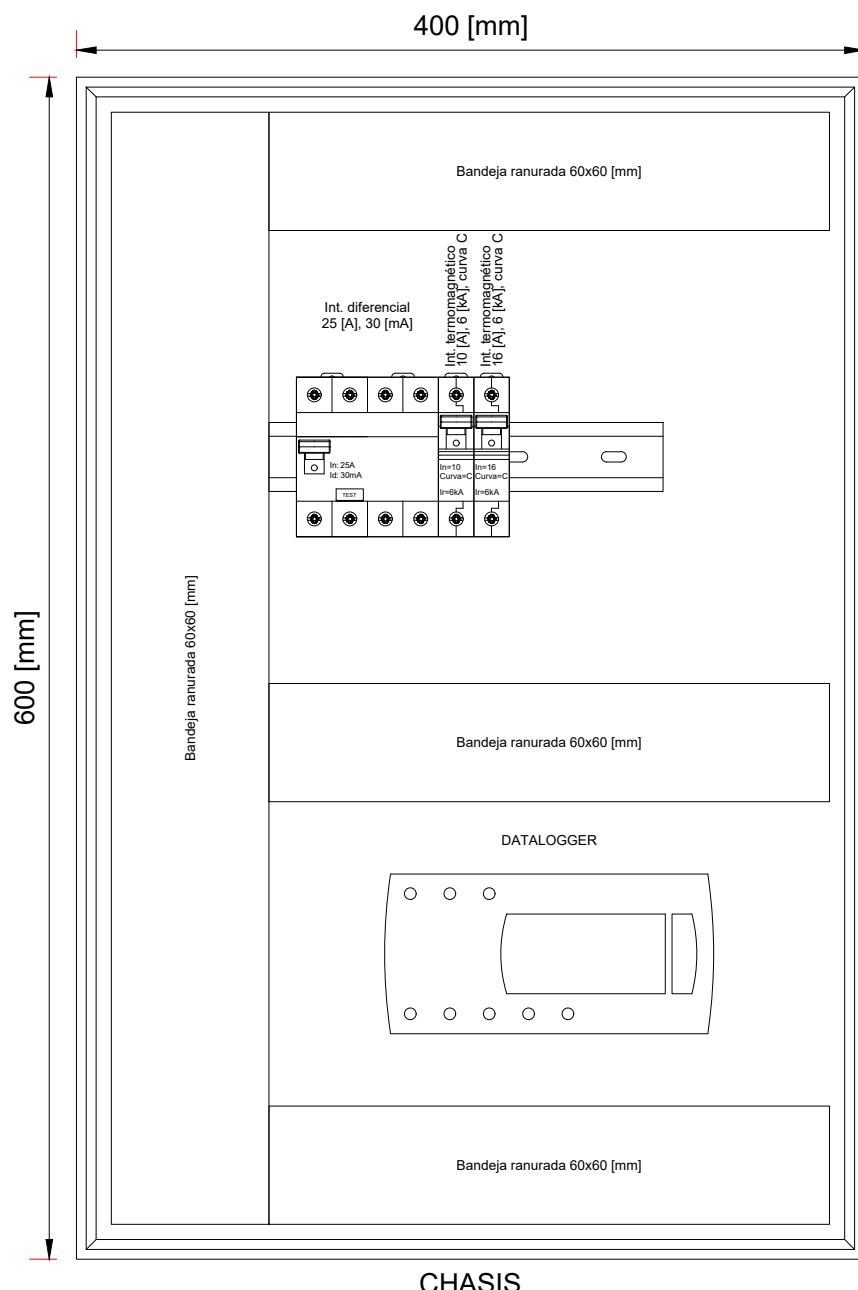 400 [mm]
Bandeja ranurada 60x60 [mm]
Int. diferencial
25 [A], 30 [mA]
Int. termomagnético
10 [A], 6 [kA], curva C
Int. termomagnético
16 [A], 6 [kA], curva C
In: 25A
Id: 30mA
TEST
In=10
Curva=C
Ir=6kA
In=16
Curva=C
Ir=6kA
600 [mm]
Bandeja ranurada 60x60 [mm]
Bandeja ranurada 60x60 [mm]
DATALOGGER
Bandeja ranurada 60x60 [mm]
CHASIS